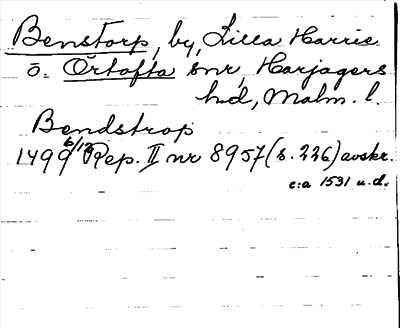 Benstorp, by, Lilla Harrie
o. Örtofta snr, Harjagers
hd, Malm. l.
Bendstrop
1499 6/12 Rep. II nr 8957 (s. 226) avskr.
c:a 1531 u.d.